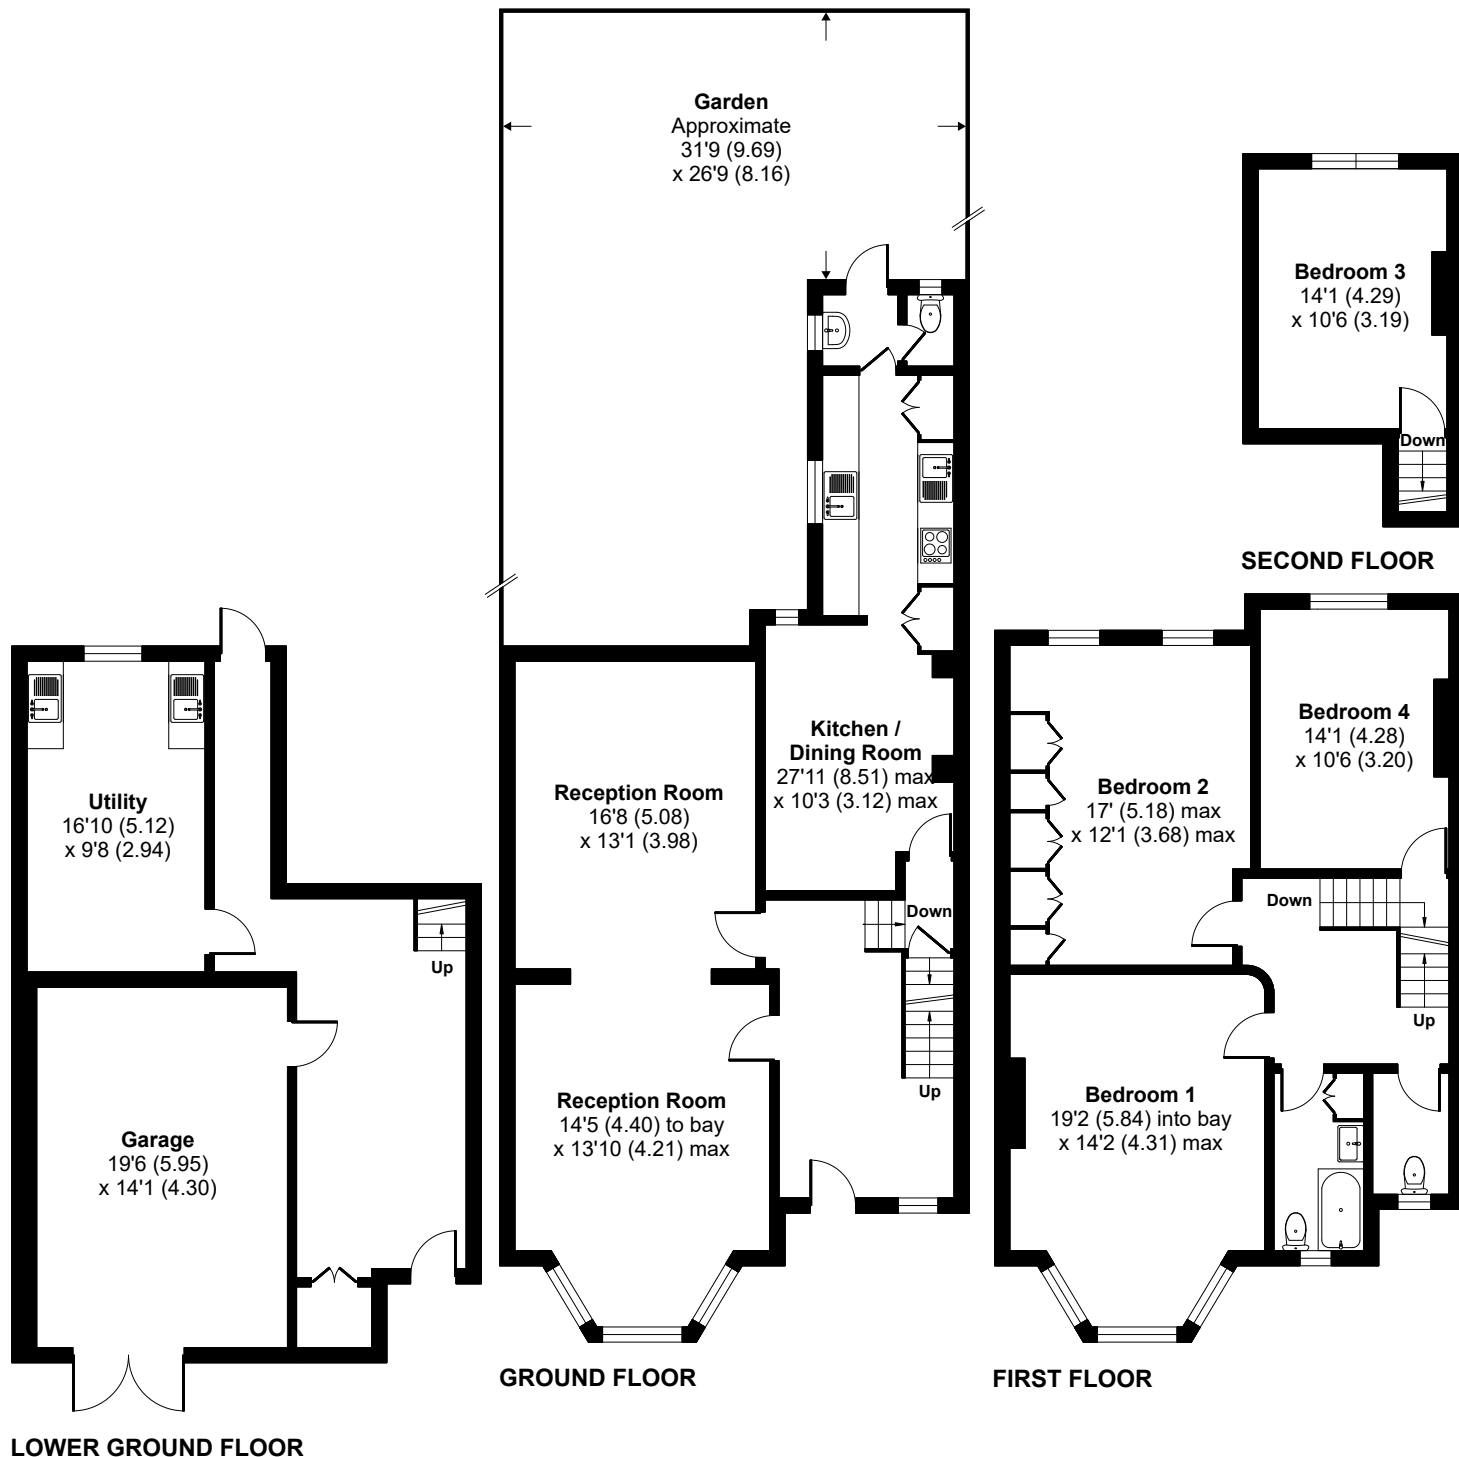 Garden
Approximate
31'9 (9.69)
x 26'9 (8.16)
Bedroom 3
14'1 (4.29)
x 10'6 (3.19)
Down
SECOND FLOOR
Utility
16'10 (5.12)
x 9'8 (2.94)
Up
Garage
19'6 (5.95)
x 14'1 (4.30)
LOWER GROUND FLOOR
Kitchen /
Dining Room
27'11 (8.51) max
x 10'3 (3.12) max
Reception Room
16'8 (5.08)
x 13'1 (3.98)
Down
Up
Reception Room
14'5 (4.40) to bay
x 13'10 (4.21) max
GROUND FLOOR
Bedroom 4
14'1 (4.28)
x 10'6 (3.20)
Bedroom 2
17' (5.18) max
x 12'1 (3.68) max
Down
Up
Bedroom 1
19'2 (5.84) into bay
x 14'2 (4.31) max
FIRST FLOOR